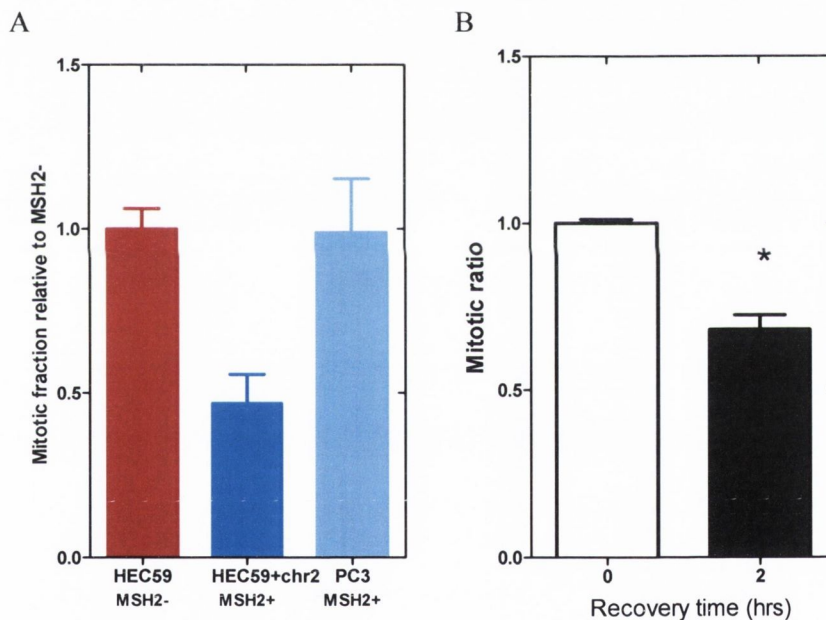 A
Mitotic fraction relative to MSH2-
1.5
1.0
0.5
0.0
HEC59 HEC59+chr2 PC3
MSH2- MSH2+ MSH2+
B
Mitotic ratio
1.5
1.0
0.5
0.0
*
0 2
Recovery time (hrs)